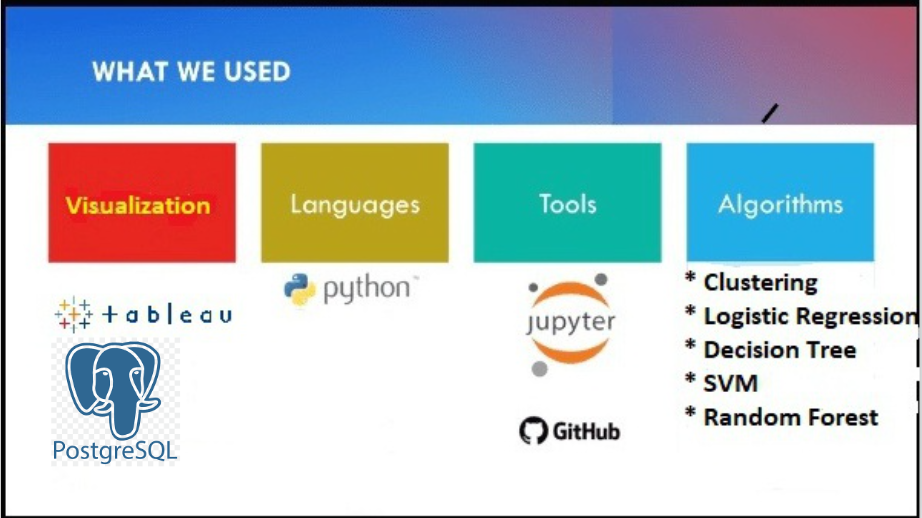 WHAT WE USED
Visualization
Languages
Tools
Algorithms
tableau
PostgreSQL
python™
jupyter
GitHub
* Clustering
* Logistic Regression
* Decision Tree
* SVM
* Random Forest